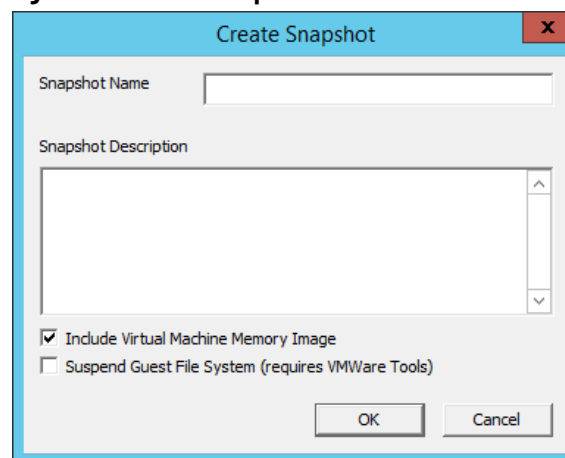 Create Snapshot
x
Snapshot Name
Snapshot Description
Include Virtual Machine Memory Image
Suspend Guest File System (requires VMWare Tools)
OK Cancel